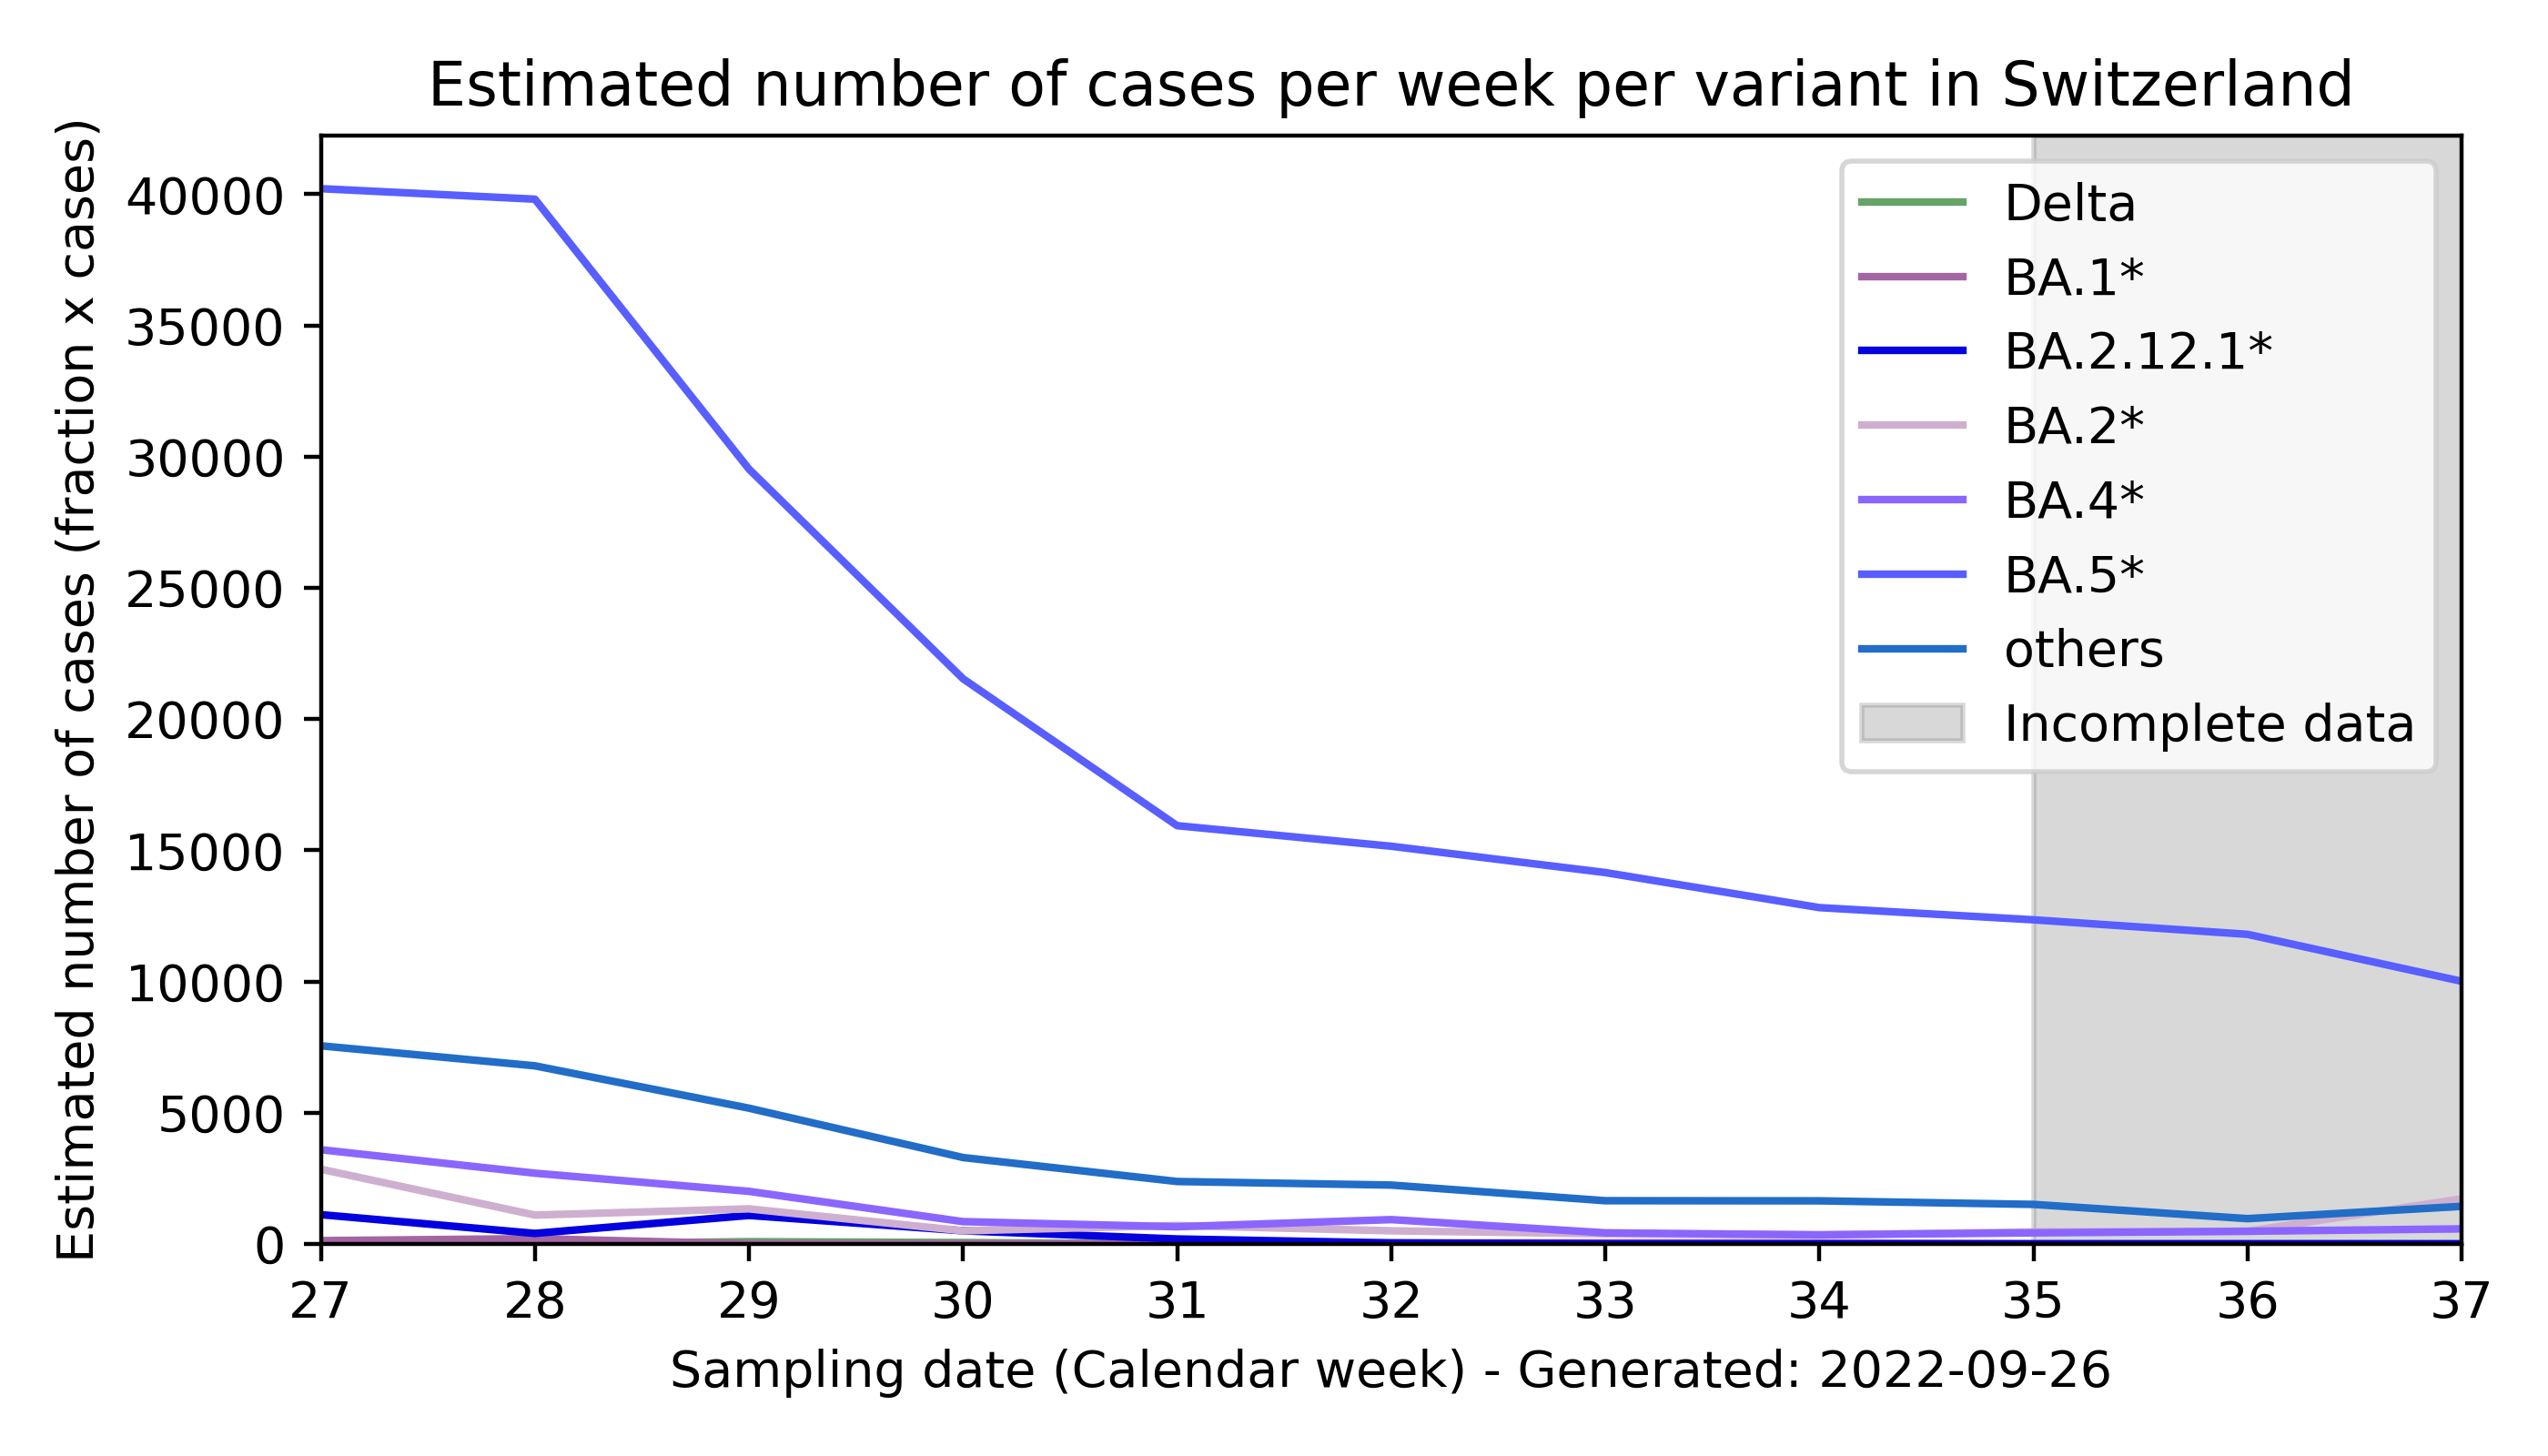 Estimated number of cases per week per variant in Switzerland
Estimated number of cases (fraction x cases)
40000
35000
30000
25000
20000
15000
10000
5000
0
Delta
BA.1*
BA.2.12.1*
BA.2*
BA.4*
BA.5*
others
Incomplete data
27 28 29 30 31 32 33 34 35 36 37
Sampling date (Calendar week) - Generated: 2022-09-26